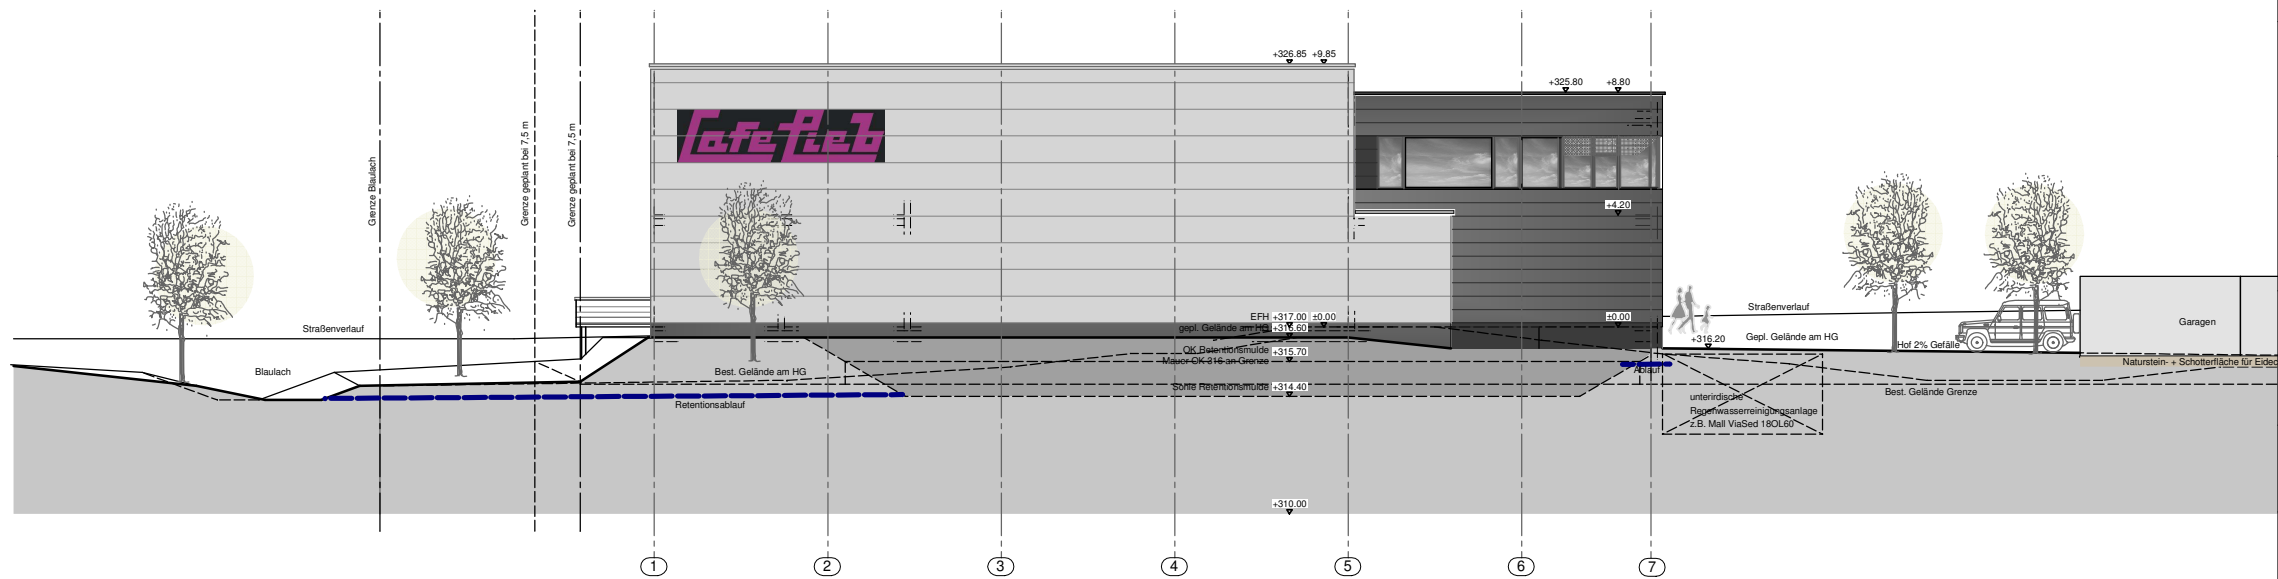 +326.85 +9.85
+325.80 +8.80
Cafe Lieb
Grenze Blaulach
Grenze geplant bei 7,5 m
Grenze geplant bei 7,5 m
+4.20
Straßenverlauf
Blaulach
EFH +317.00 ±0.00
gepl. Gelände am HG +316.60
OK Retentionsmulde +315.70
Mauer OK 316 an Grenze
Best. Gelände am HG
Sohle Retentionsmulde +314.40
Retentionsablauf
±0.00
+316.20
Straßenverlauf
Gepl. Gelände am HG
Hof 2% Gefälle
Garagen
Naturstein- + Schotterfläche für Eidec
Ablauf
Best. Gelände Grenze
unterirdische
Regenwasserreinigungsanlage
z.B. Mall ViaSed 18OL60
+310.00
1 2 3 4 5 6 7